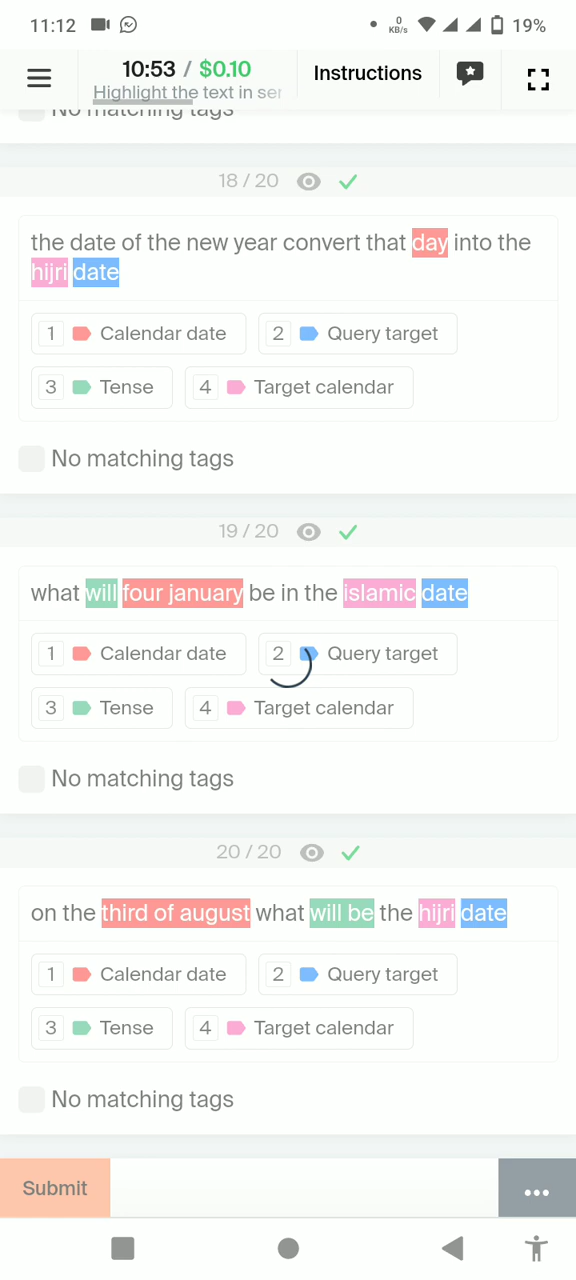 11:12
0
KB/s
19%
10:53 / $0.10
Instructions
Highlight the text in ser
No matching tags
18 / 20
the date of the new year convert that day into the
hijri date
1 Calendar date 2 Query target
3 Tense 4 Target calendar
No matching tags
19 / 20
what will four january be in the islamic date
1 Calendar date 2 Query target
3 Tense 4 Target calendar
No matching tags
20 / 20
on the third of august what will be the hijri date
1 Calendar date 2 Query target
3 Tense 4 Target calendar
No matching tags
Submit